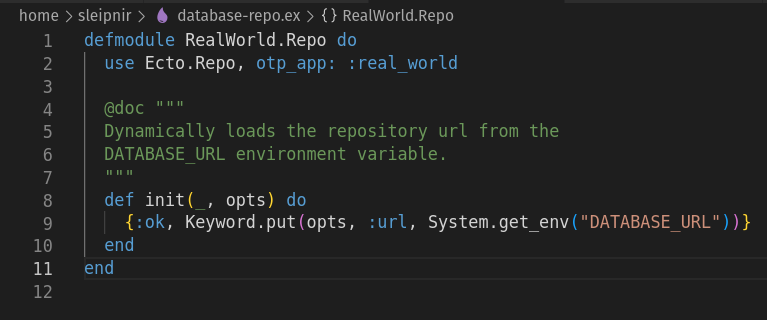 home > sleipnir > database-repo.ex > {} RealWorld.Repo
1 defmodule RealWorld.Repo do
2   use Ecto.Repo, otp_app: :real_world
3
4   @doc """
5   Dynamically loads the repository url from the
6   DATABASE_URL environment variable.
7   """
8   def init(_, opts) do
9     {:ok, Keyword.put(opts, :url, System.get_env("DATABASE_URL"))}
10   end
11 end
12